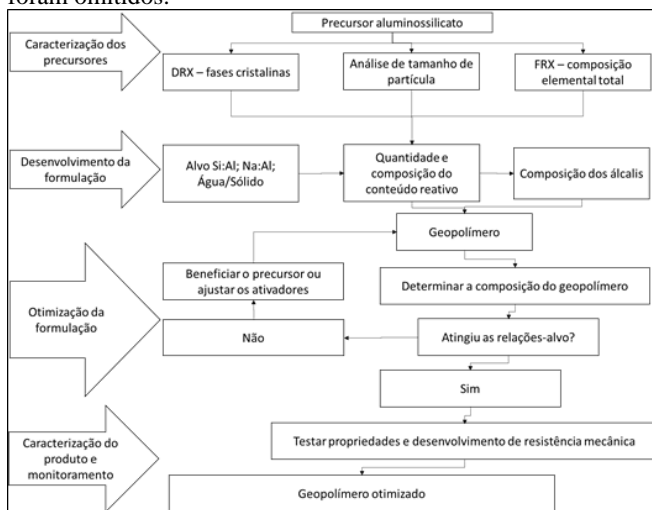 foram omitidos.
Precursor aluminossilicato
Caracterização dos
precursores
DRX – fases cristalinas
Análise de tamanho de
partícula
FRX – composição
elemental total
Desenvolvimento da
formulação
Alvo Si:Al; Na:Al;
Água/Sólido
Quantidade e
composição do
conteúdo reativo
Composição dos álcalis
Geopolímero
Beneficiar o precursor ou
ajustar os ativadores
Determinar a composição do geopolímero
Otimização da
formulação
Não
Atingiu as relações-alvo?
Sim
Caracterização do
produto e
monitoramento
Testar propriedades e desenvolvimento de resistência mecânica
Geopolímero otimizado